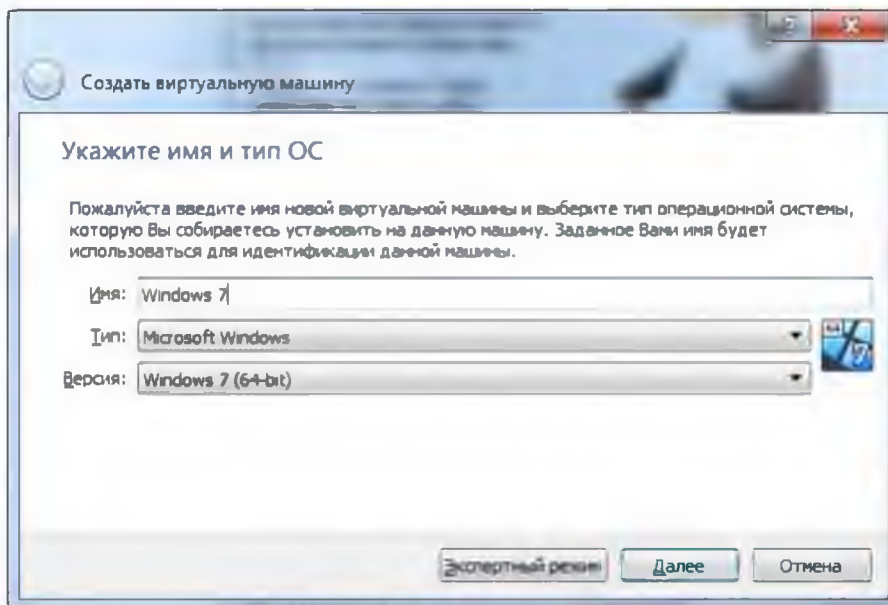 Создать виртуальную машину
Укажите имя и тип ОС
Пожалуйста введите имя новой виртуальной машины и выберите тип операционной системы,
которую Вы собираетесь установить на данную машину. Заданное Вами имя будет
использоваться для идентификации данной машины.
Имя: Windows 7
Тип: Microsoft Windows
Версия: Windows 7 (64-bit)
Экспертный режим Далее Отмена